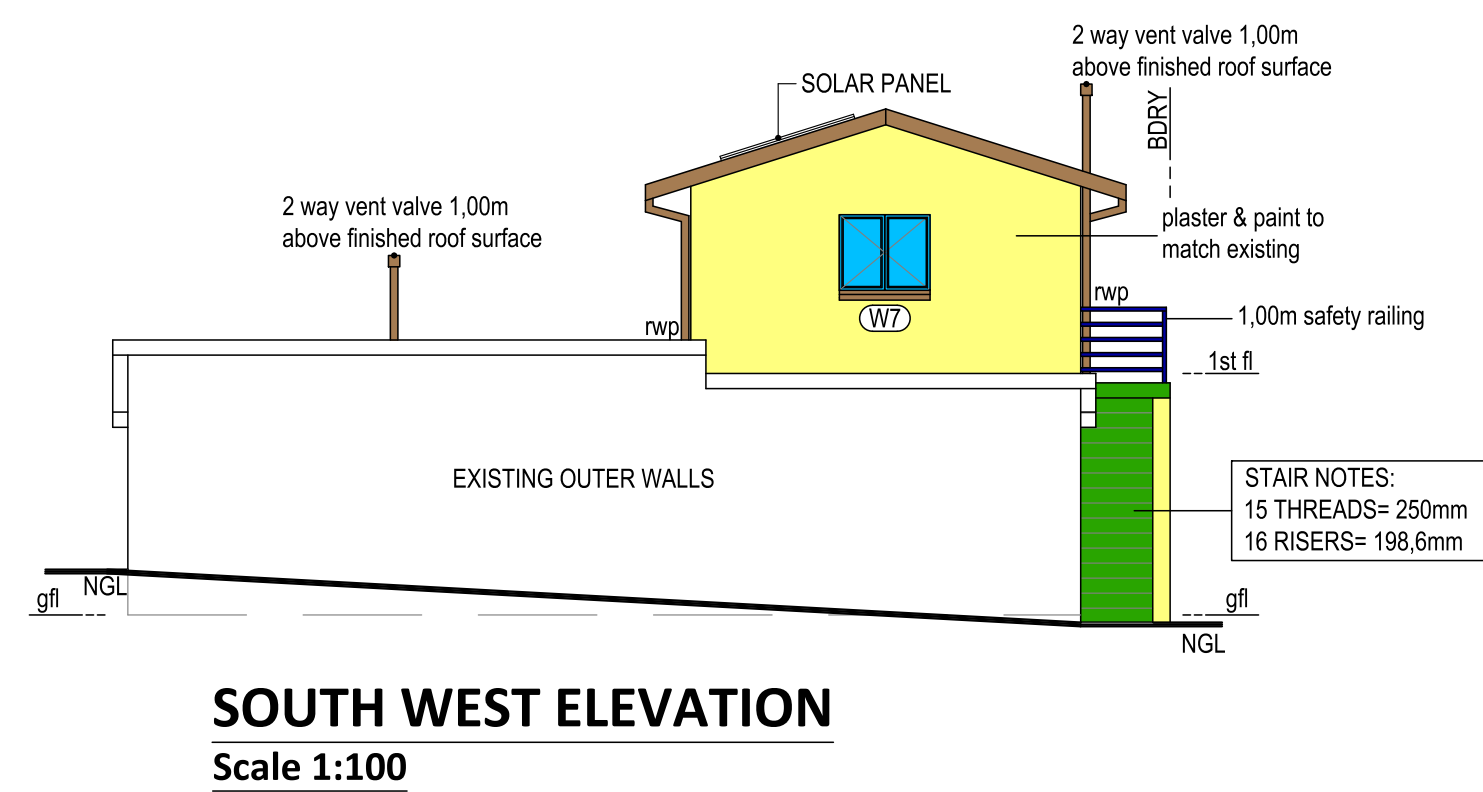 2 way vent valve 1,00m
above finished roof surface
SOLAR PANEL
BDRY
2 way vent valve 1,00m
above finished roof surface
plaster & paint to
match existing
rwp
W7
rwp
1,00m safety railing
1st fl
EXISTING OUTER WALLS
STAIR NOTES:
15 THREADS= 250mm
16 RISERS= 198,6mm
NGL
gfl
gfl
NGL
SOUTH WEST ELEVATION
Scale 1:100